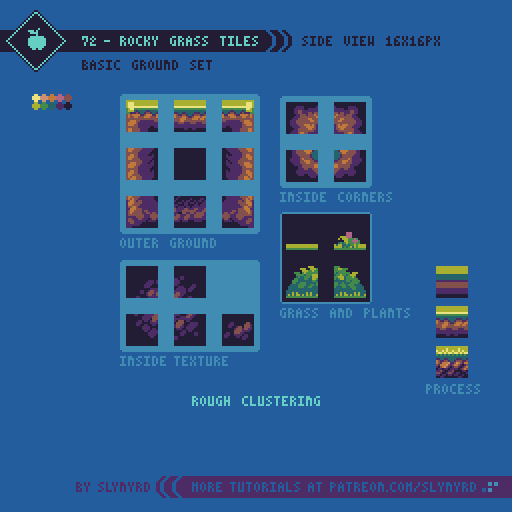 72 - ROCKY GRASS TILES SIDE VIEW 16X16PX
BASIC GROUND SET
INSIDE CORNERS
OUTER GROUND
GRASS AND PLANTS
INSIDE TEXTURE
PROCESS
ROUGH CLUSTERING
BY SLYNYRD MORE TUTORIALS AT PATREON.COM/SLYNYRD